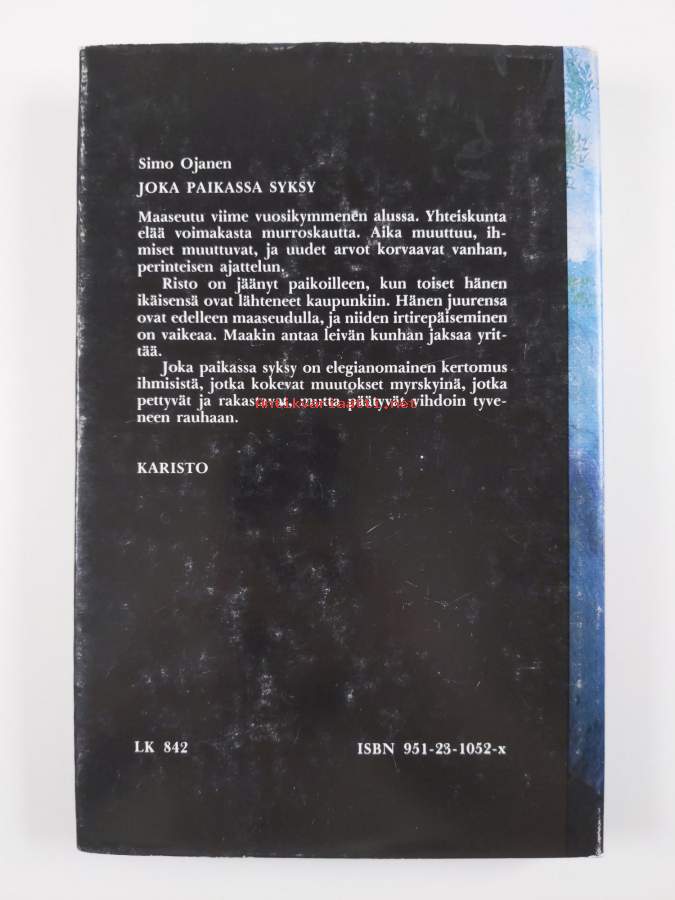 Simo Ojanen
JOKA PAIKASSA SYKSY
Maaseutu viime vuosikymmenen alussa. Yhteiskunta
elää voimakasta murroskautta. Aika muuttuu, ih-
miset muuttuvat, ja uudet arvot korvaavat vanhan,
perinteisen ajattelun.
Risto on jäänyt paikoilleen, kun toiset hänen
ikäisensä ovat lähteneet kaupunkiin. Hänen juurensa
ovat edelleen maaseudulla, ja niiden irtirepäiseminen
on vaikeaa. Maakin antaa leivän kunhan jaksaa yrit-
tää.
Joka paikassa syksy on elegianomainen kertomus
ihmisistä, jotka kokevat muutokset myrskyinä, jotka
pettyvät ja rakastavat, mutta päätyvät vihdoin tyve-
neen rauhaan.
antikvariaatti.net
KARISTO
LK 842
ISBN 951-23-1052-x